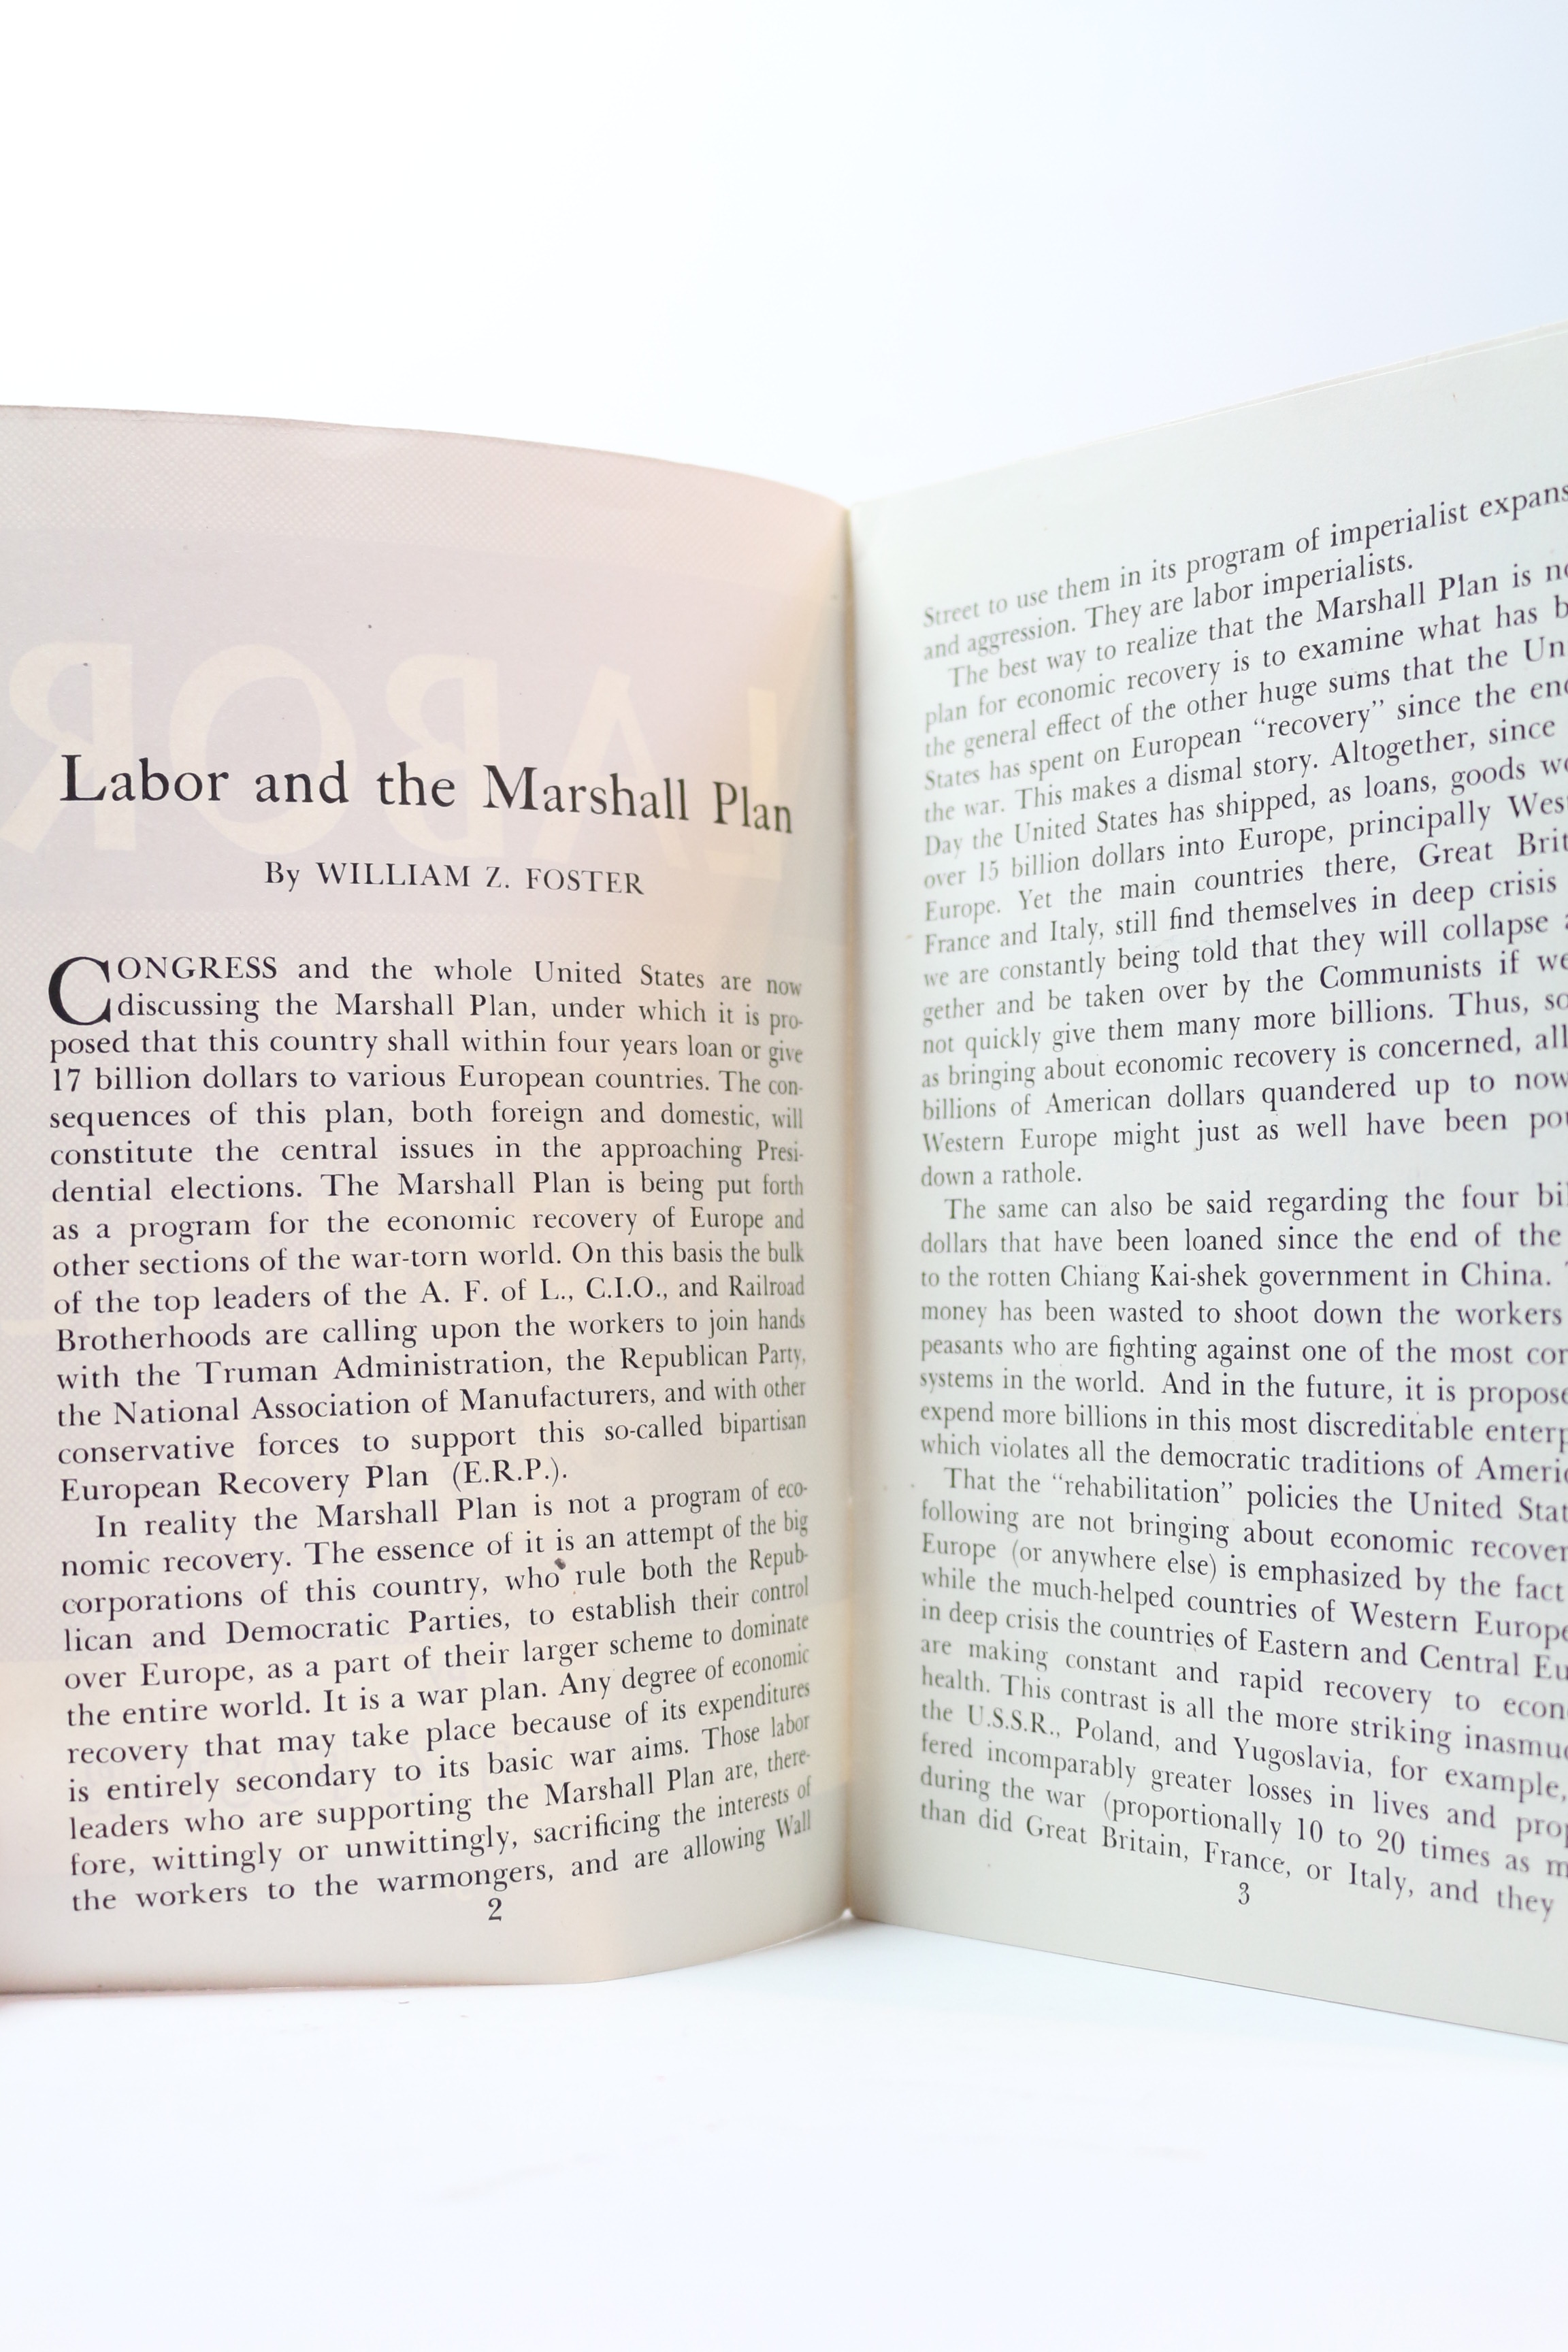 LABOR
Labor and the Marshall Plan
By WILLIAM Z. FOSTER
CONGRESS and the whole United States are now
discussing the Marshall Plan, under which it is pro-
posed that this country shall within four years loan or give
17 billion dollars to various European countries. The con-
sequences of this plan, both foreign and domestic, will
constitute the central issues in the approaching Presi-
dential elections. The Marshall Plan is being put forth
as a program for the economic recovery of Europe and
other sections of the war-torn world. On this basis the bulk
of the top leaders of the A. F. of L., C.I.O., and Railroad
Brotherhoods are calling upon the workers to join hands
with the Truman Administration, the Republican Party,
the National Association of Manufacturers, and with other
conservative forces to support this so-called bipartisan
European Recovery Plan (E.R.P.).
In reality the Marshall Plan is not a program of eco-
nomic recovery. The essence of it is an attempt of the big
corporations of this country, who rule both the Repub-
lican and Democratic Parties, to establish their control
over Europe, as a part of their larger scheme to dominate
the entire world. It is a war plan. Any degree of economic
recovery that may take place because of its expenditures
is entirely secondary to its basic war aims. Those labor
leaders who are supporting the Marshall Plan are, there-
fore, wittingly or unwittingly, sacrificing the interests of
the workers to the warmongers, and are allowing Wall
2
Street to use them in its program of imperialist expans
and aggression. They are labor imperialists.
The best way to realize that the Marshall Plan is no
plan for economic recovery is to examine what has b
the general effect of the other huge sums that the Un
States has spent on European "recovery" since the end
the war. This makes a dismal story. Altogether, since
Day the United States has shipped, as loans, goods we
over 15 billion dollars into Europe, principally Wes
Europe. Yet the main countries there, Great Brit
France and Italy, still find themselves in deep crisis
we are constantly being told that they will collapse a
gether and be taken over by the Communists if we
not quickly give them many more billions. Thus, so
as bringing about economic recovery is concerned, all
billions of American dollars quandered up to now
Western Europe might just as well have been pou
down a rathole.
The same can also be said regarding the four bil
dollars that have been loaned since the end of the
to the rotten Chiang Kai-shek government in China. T
money has been wasted to shoot down the workers
peasants who are fighting against one of the most cor
systems in the world. And in the future, it is propose
expend more billions in this most discreditable enterp
which violates all the democratic traditions of Americ
That the "rehabilitation" policies the United Stat
following are not bringing about economic recover
Europe (or anywhere else) is emphasized by the fact
while the much-helped countries of Western Europe
in deep crisis the countries of Eastern and Central Eu
are making constant and rapid recovery to econ
health. This contrast is all the more striking inasmuc
the U.S.S.R., Poland, and Yugoslavia, for example,
fered incomparably greater losses in lives and prop
during the war (proportionally 10 to 20 times as m
than did Great Britain, France, or Italy, and they
3